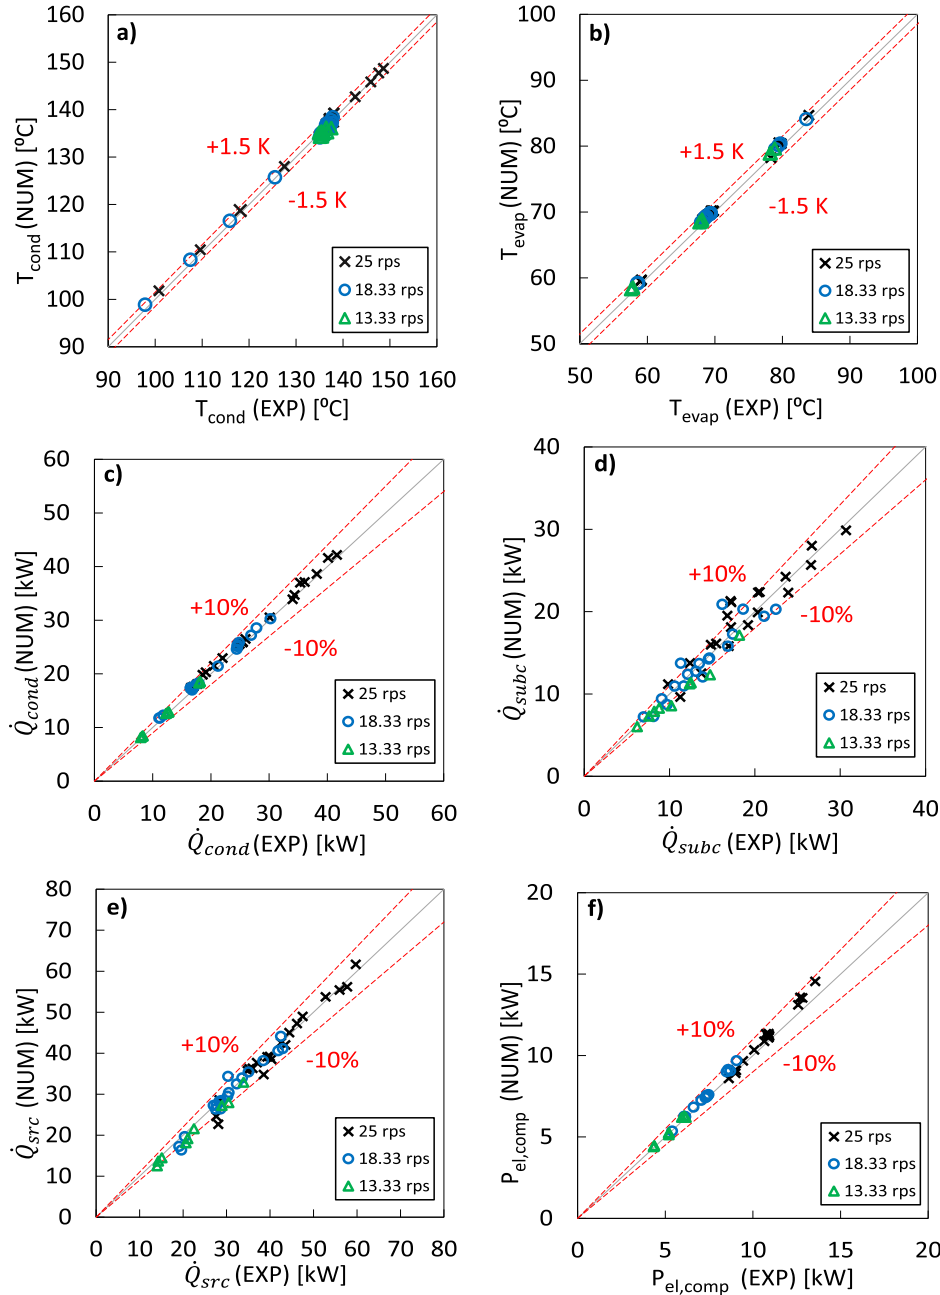 a)
160
150
140
130
120
110
100
90
T_cond (NUM) [ºC]
+1.5 K
-1.5 K
25 rps
18.33 rps
13.33 rps
90 100 110 120 130 140 150 160
T_cond (EXP) [ºC]
b)
100
90
80
70
60
50
T_evap (NUM) [ºC]
+1.5 K
-1.5 K
25 rps
18.33 rps
13.33 rps
50 60 70 80 90 100
T_evap (EXP) [ºC]
c)
60
50
40
30
20
10
0
Q̇_cond (NUM) [kW]
+10%
-10%
25 rps
18.33 rps
13.33 rps
0 10 20 30 40 50 60
Q̇_cond (EXP) [kW]
d)
40
30
20
10
0
Q̇_subc (NUM) [kW]
+10%
-10%
25 rps
18.33 rps
13.33 rps
0 10 20 30 40
Q̇_subc (EXP) [kW]
e)
80
70
60
50
40
30
20
10
0
Q̇_src (NUM) [kW]
+10%
-10%
25 rps
18.33 rps
13.33 rps
0 10 20 30 40 50 60 70 80
Q̇_src (EXP) [kW]
f)
20
15
10
5
0
P_el,comp (NUM) [kW]
+10%
-10%
25 rps
18.33 rps
13.33 rps
0 5 10 15 20
P_el,comp (EXP) [kW]